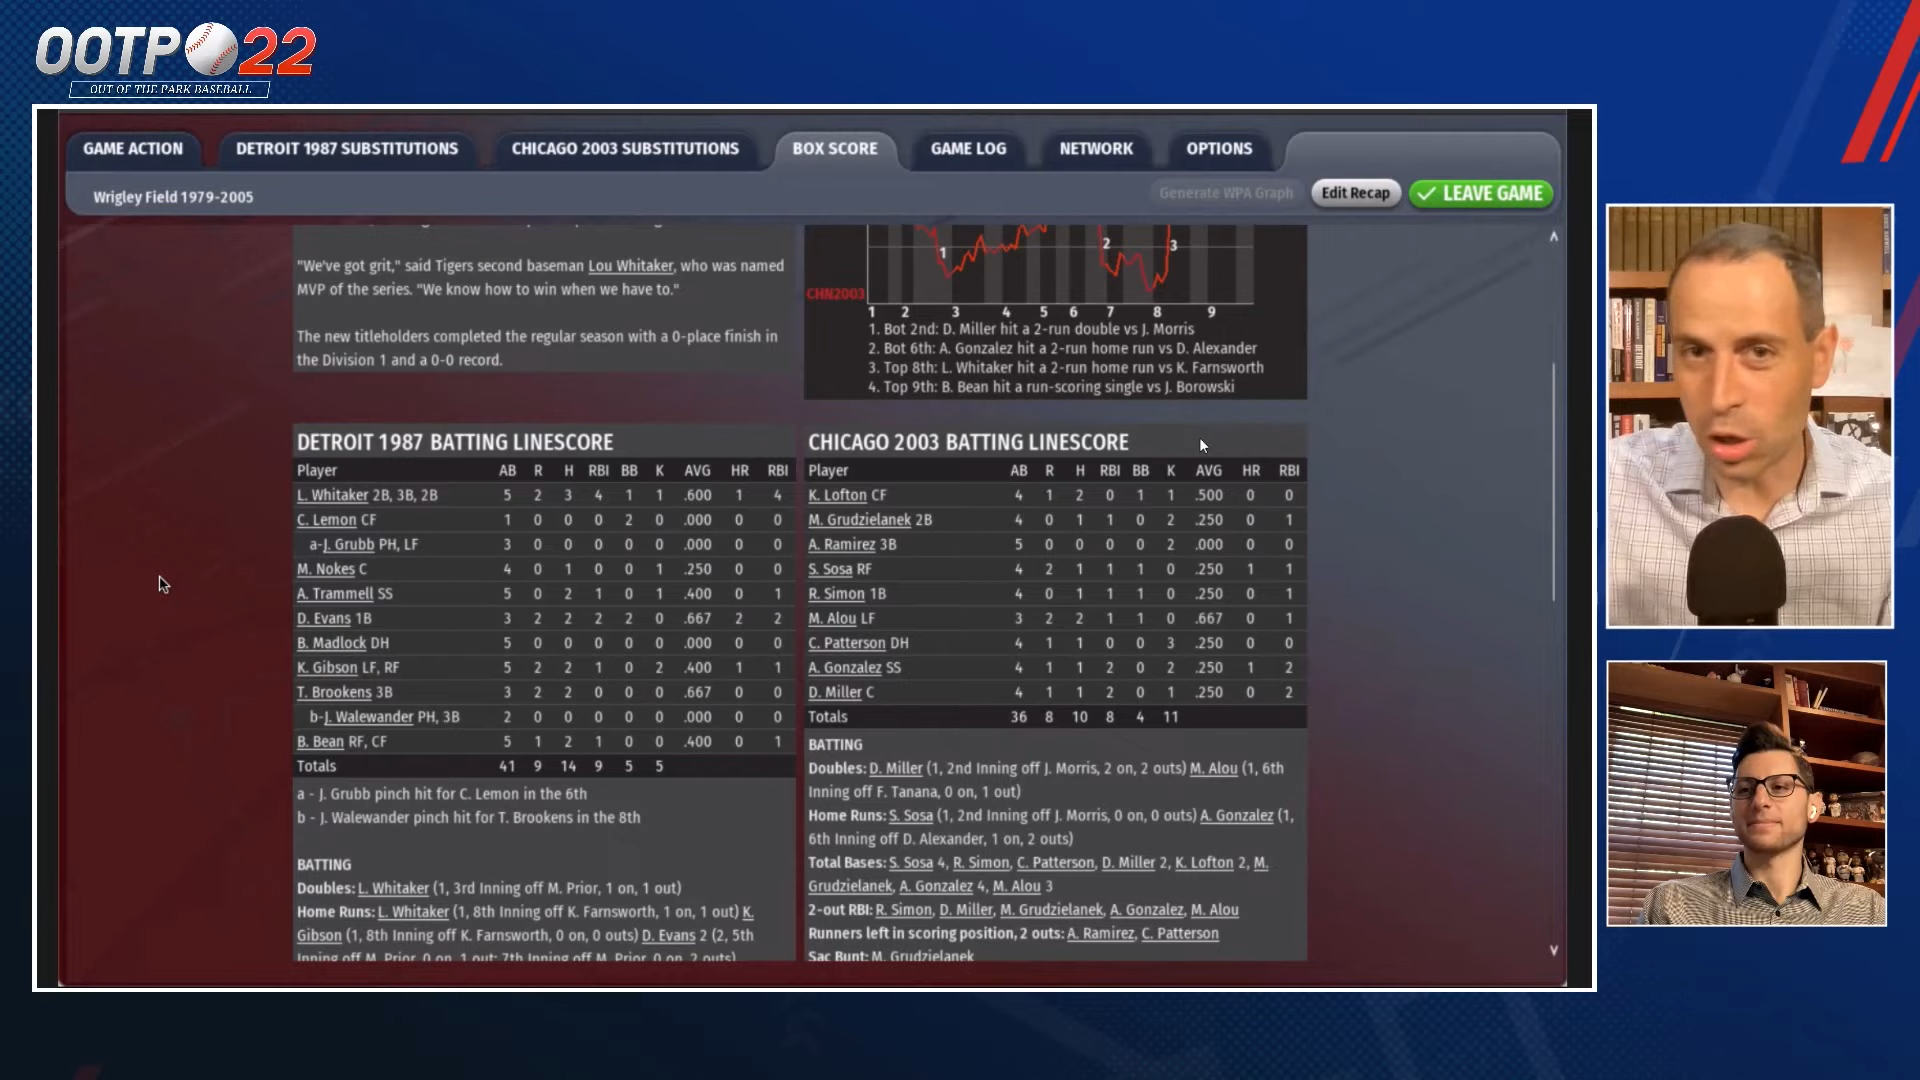 OOTP 22
OUT OF THE PARK BASEBALL
GAME ACTION
DETROIT 1987 SUBSTITUTIONS
CHICAGO 2003 SUBSTITUTIONS
BOX SCORE
GAME LOG
NETWORK
OPTIONS
Wrigley Field 1979-2005
Generate WPA Graph
Edit Recap
LEAVE GAME
"We've got grit," said Tigers second baseman Lou Whitaker, who was named
MVP of the series. "We know how to win when we have to."
The new titleholders completed the regular season with a 0-place finish in
the Division 1 and a 0-0 record.
1 2 3
CHN2003
1 2 3 4 5 6 7 8 9
1. Bot 2nd: D. Miller hit a 2-run double vs J. Morris
2. Bot 6th: A. Gonzalez hit a 2-run home run vs D. Alexander
3. Top 8th: L. Whitaker hit a 2-run home run vs K. Farnsworth
4. Top 9th: B. Bean hit a run-scoring single vs J. Borowski
DETROIT 1987 BATTING LINESCORE
Player AB R H RBI BB K AVG HR RBI
L. Whitaker 2B, 3B, 2B 5 2 3 4 1 1 .600 1 4
C. Lemon CF 1 0 0 0 2 0 .000 0 0
a-J. Grubb PH, LF 3 0 0 0 0 0 .000 0 0
M. Nokes C 4 0 1 0 0 1 .250 0 0
A. Trammell SS 5 0 2 1 0 1 .400 0 1
D. Evans 1B 3 2 2 2 2 0 .667 2 2
B. Madlock DH 5 0 0 0 0 0 .000 0 0
K. Gibson LF, RF 5 2 2 1 0 2 .400 1 1
T. Brookens 3B 3 2 2 0 0 0 .667 0 0
b-J. Walewander PH, 3B 2 0 0 0 0 0 .000 0 0
B. Bean RF, CF 5 1 2 1 0 0 .400 0 1
Totals 41 9 14 9 5 5
a - J. Grubb pinch hit for C. Lemon in the 6th
b - J. Walewander pinch hit for T. Brookens in the 8th
BATTING
Doubles: L. Whitaker (1, 3rd Inning off M. Prior, 1 on, 1 out)
Home Runs: L. Whitaker (1, 8th Inning off K. Farnsworth, 1 on, 1 out) K.
Gibson (1, 8th Inning off K. Farnsworth, 0 on, 0 outs) D. Evans 2 (2, 5th
Inning off M. Prior, 0 on, 1 out; 7th Inning off M. Prior, 0 on, 2 outs)
CHICAGO 2003 BATTING LINESCORE
Player AB R H RBI BB K AVG HR RBI
K. Lofton CF 4 1 2 0 1 1 .500 0 0
M. Grudzielanek 2B 4 0 1 1 0 2 .250 0 1
A. Ramirez 3B 5 0 0 0 0 2 .000 0 0
S. Sosa RF 4 2 1 1 1 0 .250 1 1
R. Simon 1B 4 0 1 1 1 0 .250 0 1
M. Alou LF 3 2 2 1 1 0 .667 0 1
C. Patterson DH 4 1 1 0 0 3 .250 0 0
A. Gonzalez SS 4 1 1 2 0 2 .250 1 2
D. Miller C 4 1 1 2 0 1 .250 0 2
Totals 36 8 10 8 4 11
BATTING
Doubles: D. Miller (1, 2nd Inning off J. Morris, 2 on, 2 outs) M. Alou (1, 6th
Inning off F. Tanana, 0 on, 1 out)
Home Runs: S. Sosa (1, 2nd Inning off J. Morris, 0 on, 0 outs) A. Gonzalez (1,
6th Inning off D. Alexander, 1 on, 2 outs)
Total Bases: S. Sosa 4, R. Simon, C. Patterson, D. Miller 2, K. Lofton 2, M.
Grudzielanek, A. Gonzalez 4, M. Alou 3
2-out RBI: R. Simon, D. Miller, M. Grudzielanek, A. Gonzalez, M. Alou
Runners left in scoring position, 2 outs: A. Ramirez, C. Patterson
Sac Bunt: M. Grudzielanek